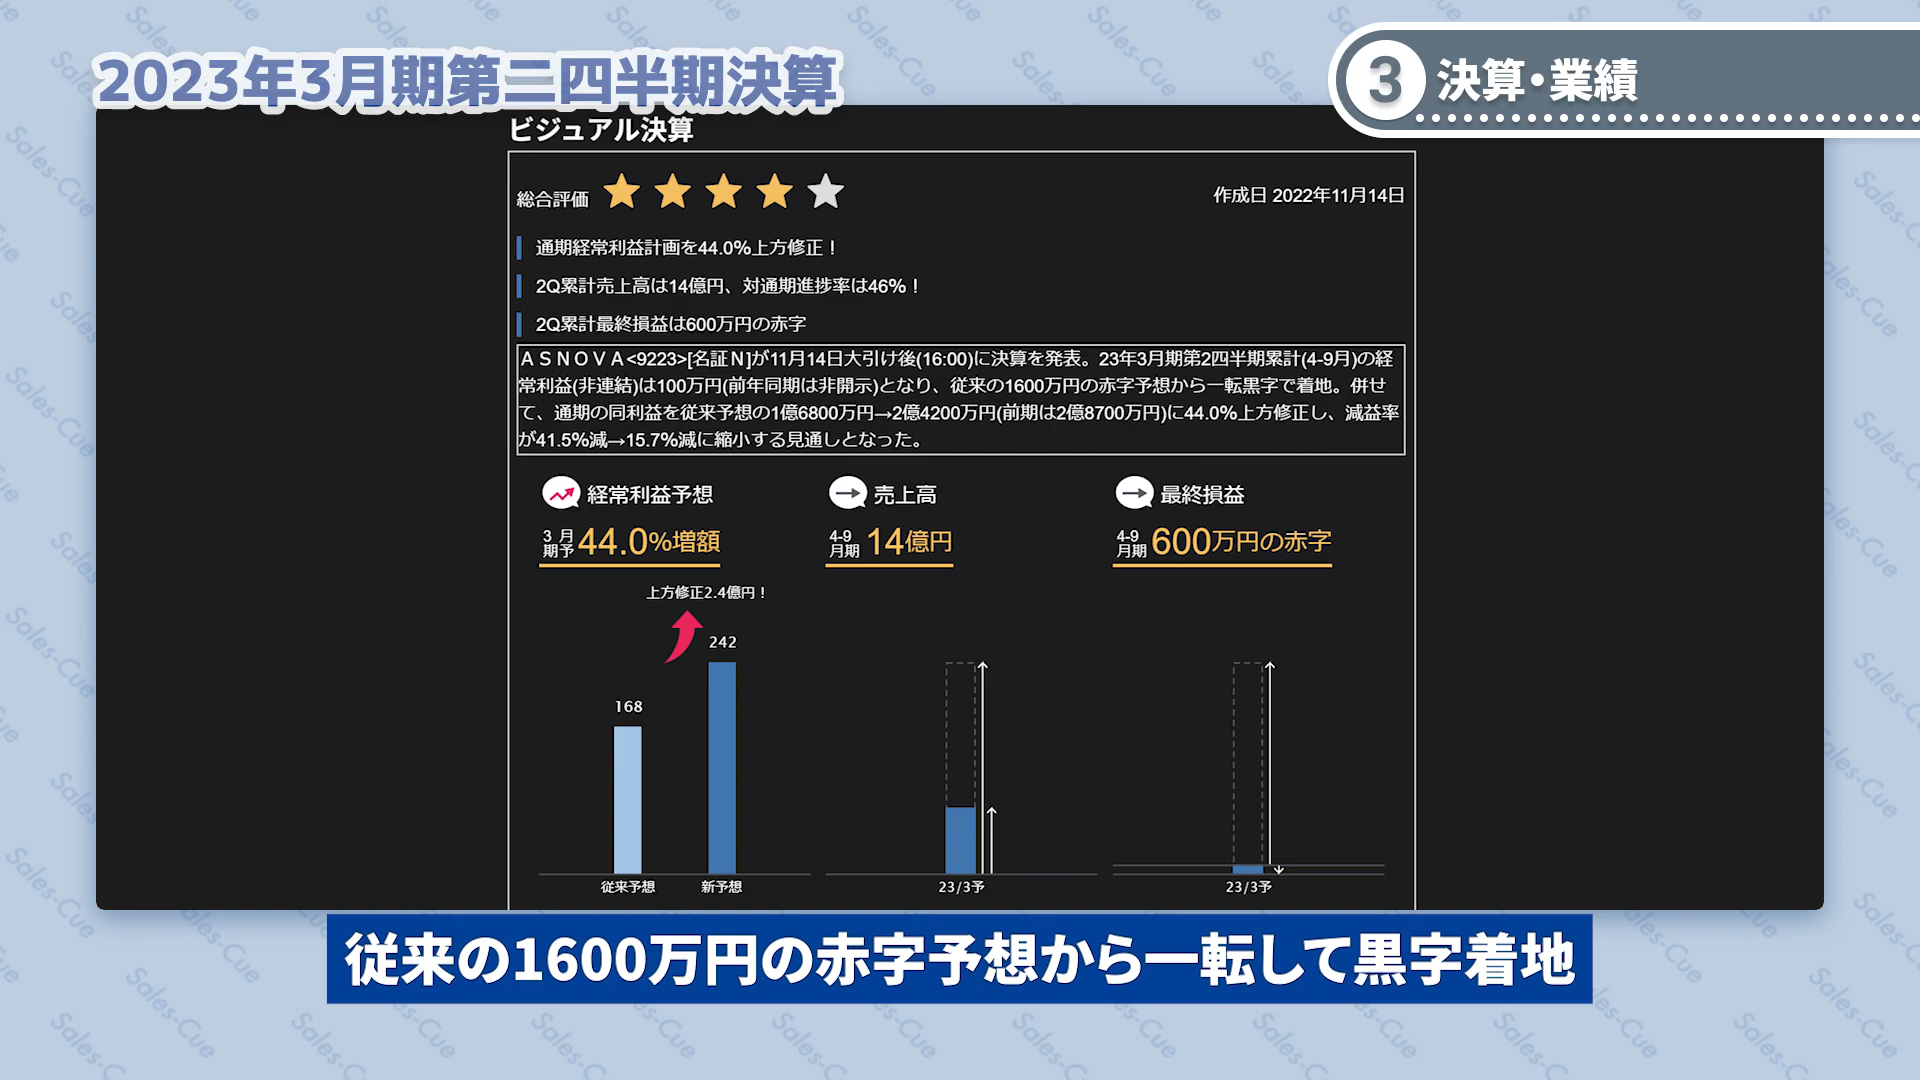 2023年3月期第二四半期決算
3 決算・業績
ビジュアル決算
総合評価
作成日 2022年11月14日
通期経常利益計画を44.0%上方修正！
2Q累計売上高は14億円、対通期進捗率は46%！
2Q累計最終損益は600万円の赤字
ＡＳＮＯＶＡ<9223>[名証Ｎ]が11月14日大引け後(16:00)に決算を発表。23年3月期第2四半期累計(4-9月)の経
常利益(非連結)は100万円(前年同期は非開示)となり、従来の1600万円の赤字予想から一転黒字で着地。併せ
て、通期の同利益を従来予想の1億6800万円→2億4200万円(前期は2億8700万円)に44.0%上方修正し、減益率
が41.5%減→15.7%減に縮小する見通しとなった。
経常利益予想
3月期予 44.0%増額
上方修正2.4億円！
242
168
従来予想
新予想
売上高
4-9月期 14億円
23/3予
最終損益
4-9月期 600万円の赤字
23/3予
従来の1600万円の赤字予想から一転して黒字着地
Sales-Cue